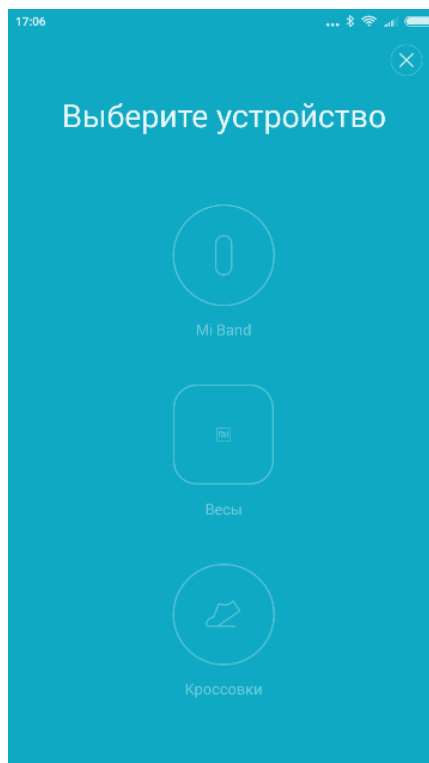 17:06
Выберите устройство
Mi Band
mi
Весы
Кроссовки